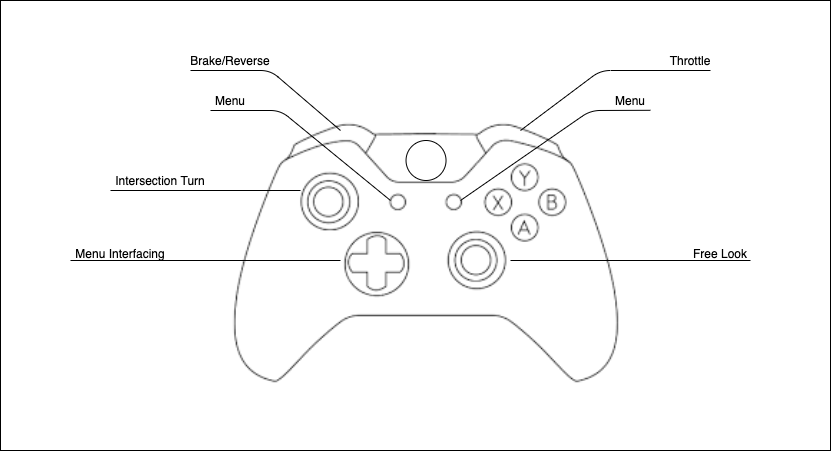 Brake/Reverse
Throttle
Menu
Menu
Intersection Turn
Y
X
B
A
Menu Interfacing
Free Look